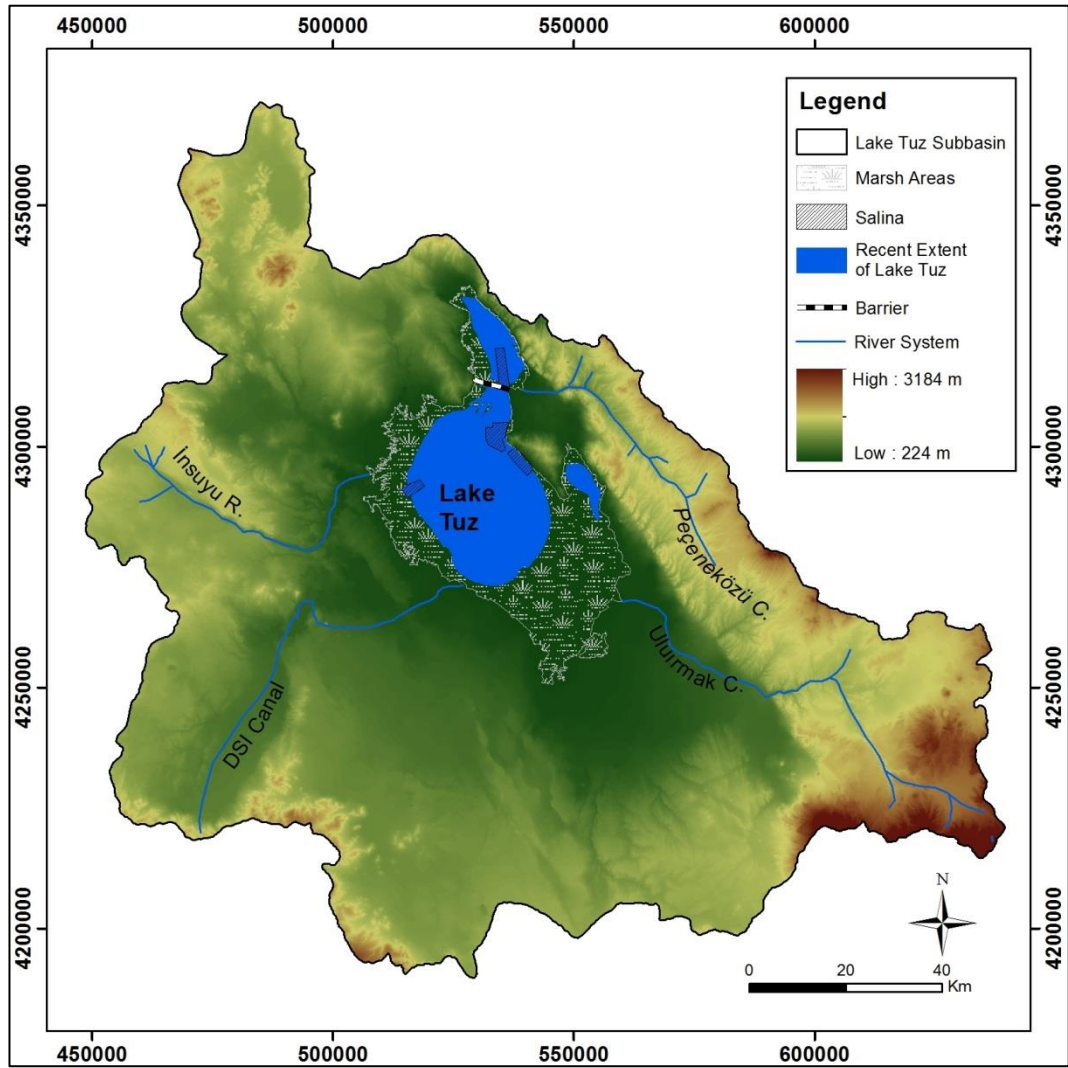 450000 500000 550000 600000
Legend
Lake Tuz Subbasin
Marsh Areas
Salina
Recent Extent
of Lake Tuz
Barrier
River System
High : 3184 m
Low : 224 m
4350000
4350000
4300000
4300000
4250000
4250000
4200000
4200000
İnsuyu R.
Lake
Tuz
Peçeneközü C.
Ulurmak C.
DSI Canal
N
0 20 40
Km
450000 500000 550000 600000